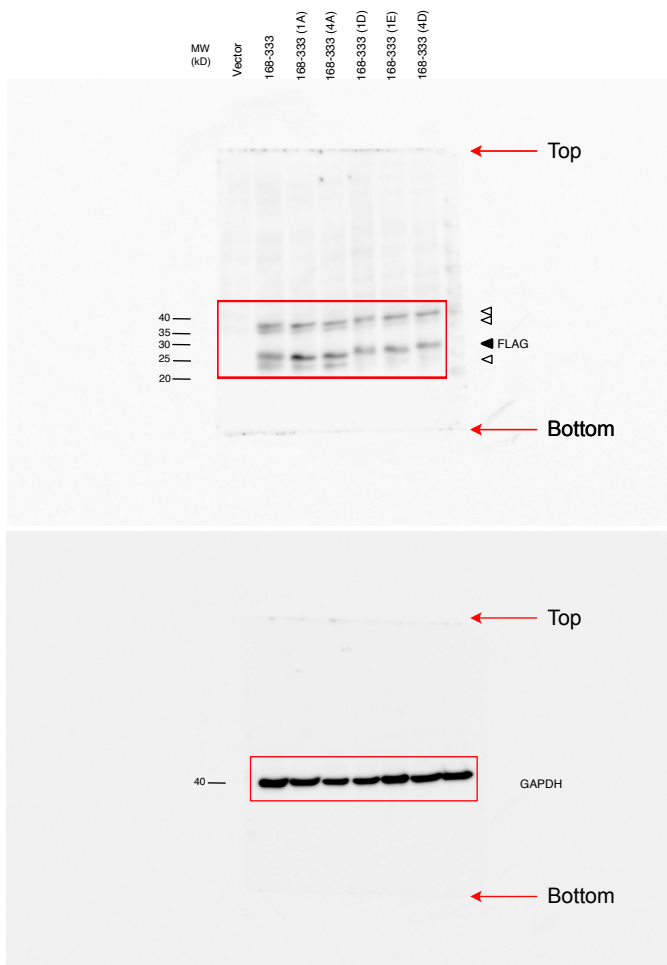 MW
(kD)
Vector
168-333
168-333 (1A)
168-333 (4A)
168-333 (1D)
168-333 (1E)
168-333 (4D)
Top
40
35
30
25
20
FLAG
Bottom
Top
40
GAPDH
Bottom